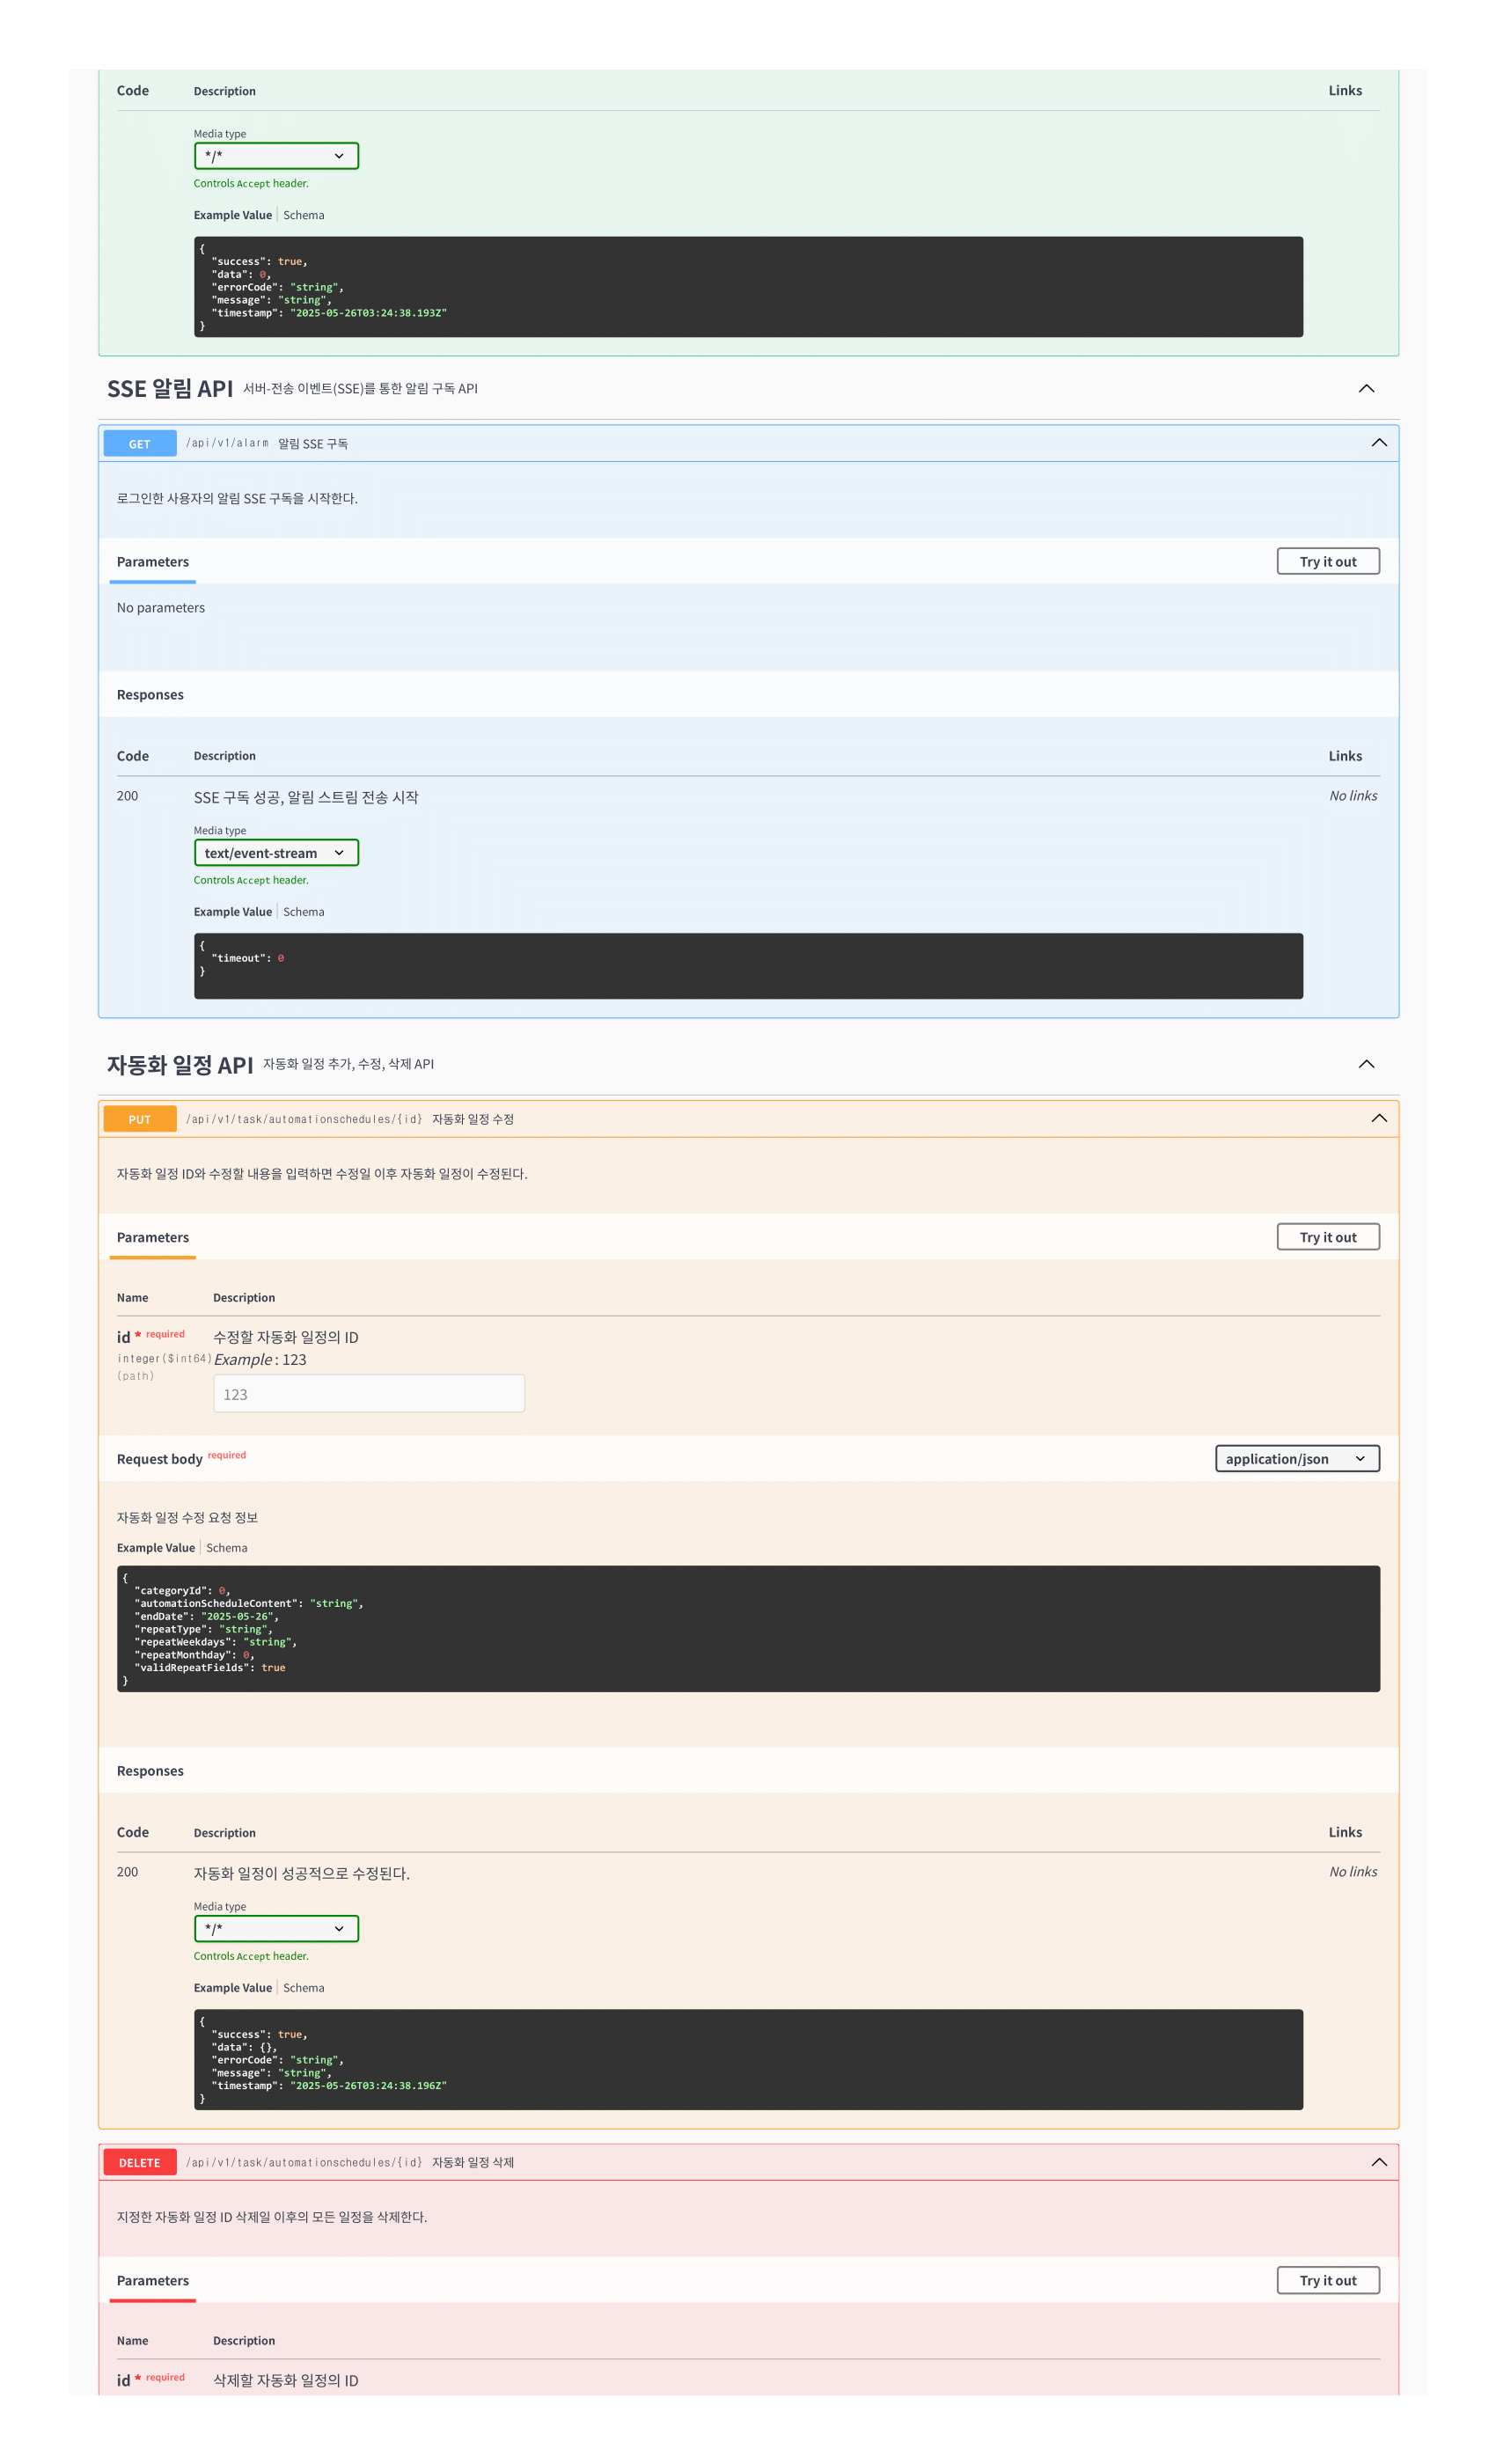 Code Description Links
Media type
*/*
Controls Accept header.
Example Value Schema
{
"success": true,
"data": 0,
"errorCode": "string",
"message": "string",
"timestamp": "2025-05-26T03:24:38.193Z"
}
SSE 알림 API 서버-전송 이벤트(SSE)를 통한 알림 구독 API
GET /api/v1/alarm 알림 SSE 구독
로그인한 사용자의 알림 SSE 구독을 시작한다.
Parameters Try it out
No parameters
Responses
Code Description Links
200 SSE 구독 성공, 알림 스트림 전송 시작 No links
Media type
text/event-stream
Controls Accept header.
Example Value Schema
{
"timeout": 0
}
자동화 일정 API 자동화 일정 추가, 수정, 삭제 API
PUT /api/v1/task/automationschedules/{id} 자동화 일정 수정
자동화 일정 ID와 수정할 내용을 입력하면 수정일 이후 자동화 일정이 수정된다.
Parameters Try it out
Name Description
id * required 수정할 자동화 일정의 ID
integer($int64) Example : 123
(path)
123
Request body required application/json
자동화 일정 수정 요청 정보
Example Value Schema
{
"categoryId": 0,
"automationScheduleContent": "string",
"endDate": "2025-05-26",
"repeatType": "string",
"repeatWeekdays": "string",
"repeatMonthday": 0,
"validRepeatFields": true
}
Responses
Code Description Links
200 자동화 일정이 성공적으로 수정된다. No links
Media type
*/*
Controls Accept header.
Example Value Schema
{
"success": true,
"data": {},
"errorCode": "string",
"message": "string",
"timestamp": "2025-05-26T03:24:38.196Z"
}
DELETE /api/v1/task/automationschedules/{id} 자동화 일정 삭제
지정한 자동화 일정 ID 삭제일 이후의 모든 일정을 삭제한다.
Parameters Try it out
Name Description
id * required 삭제할 자동화 일정의 ID